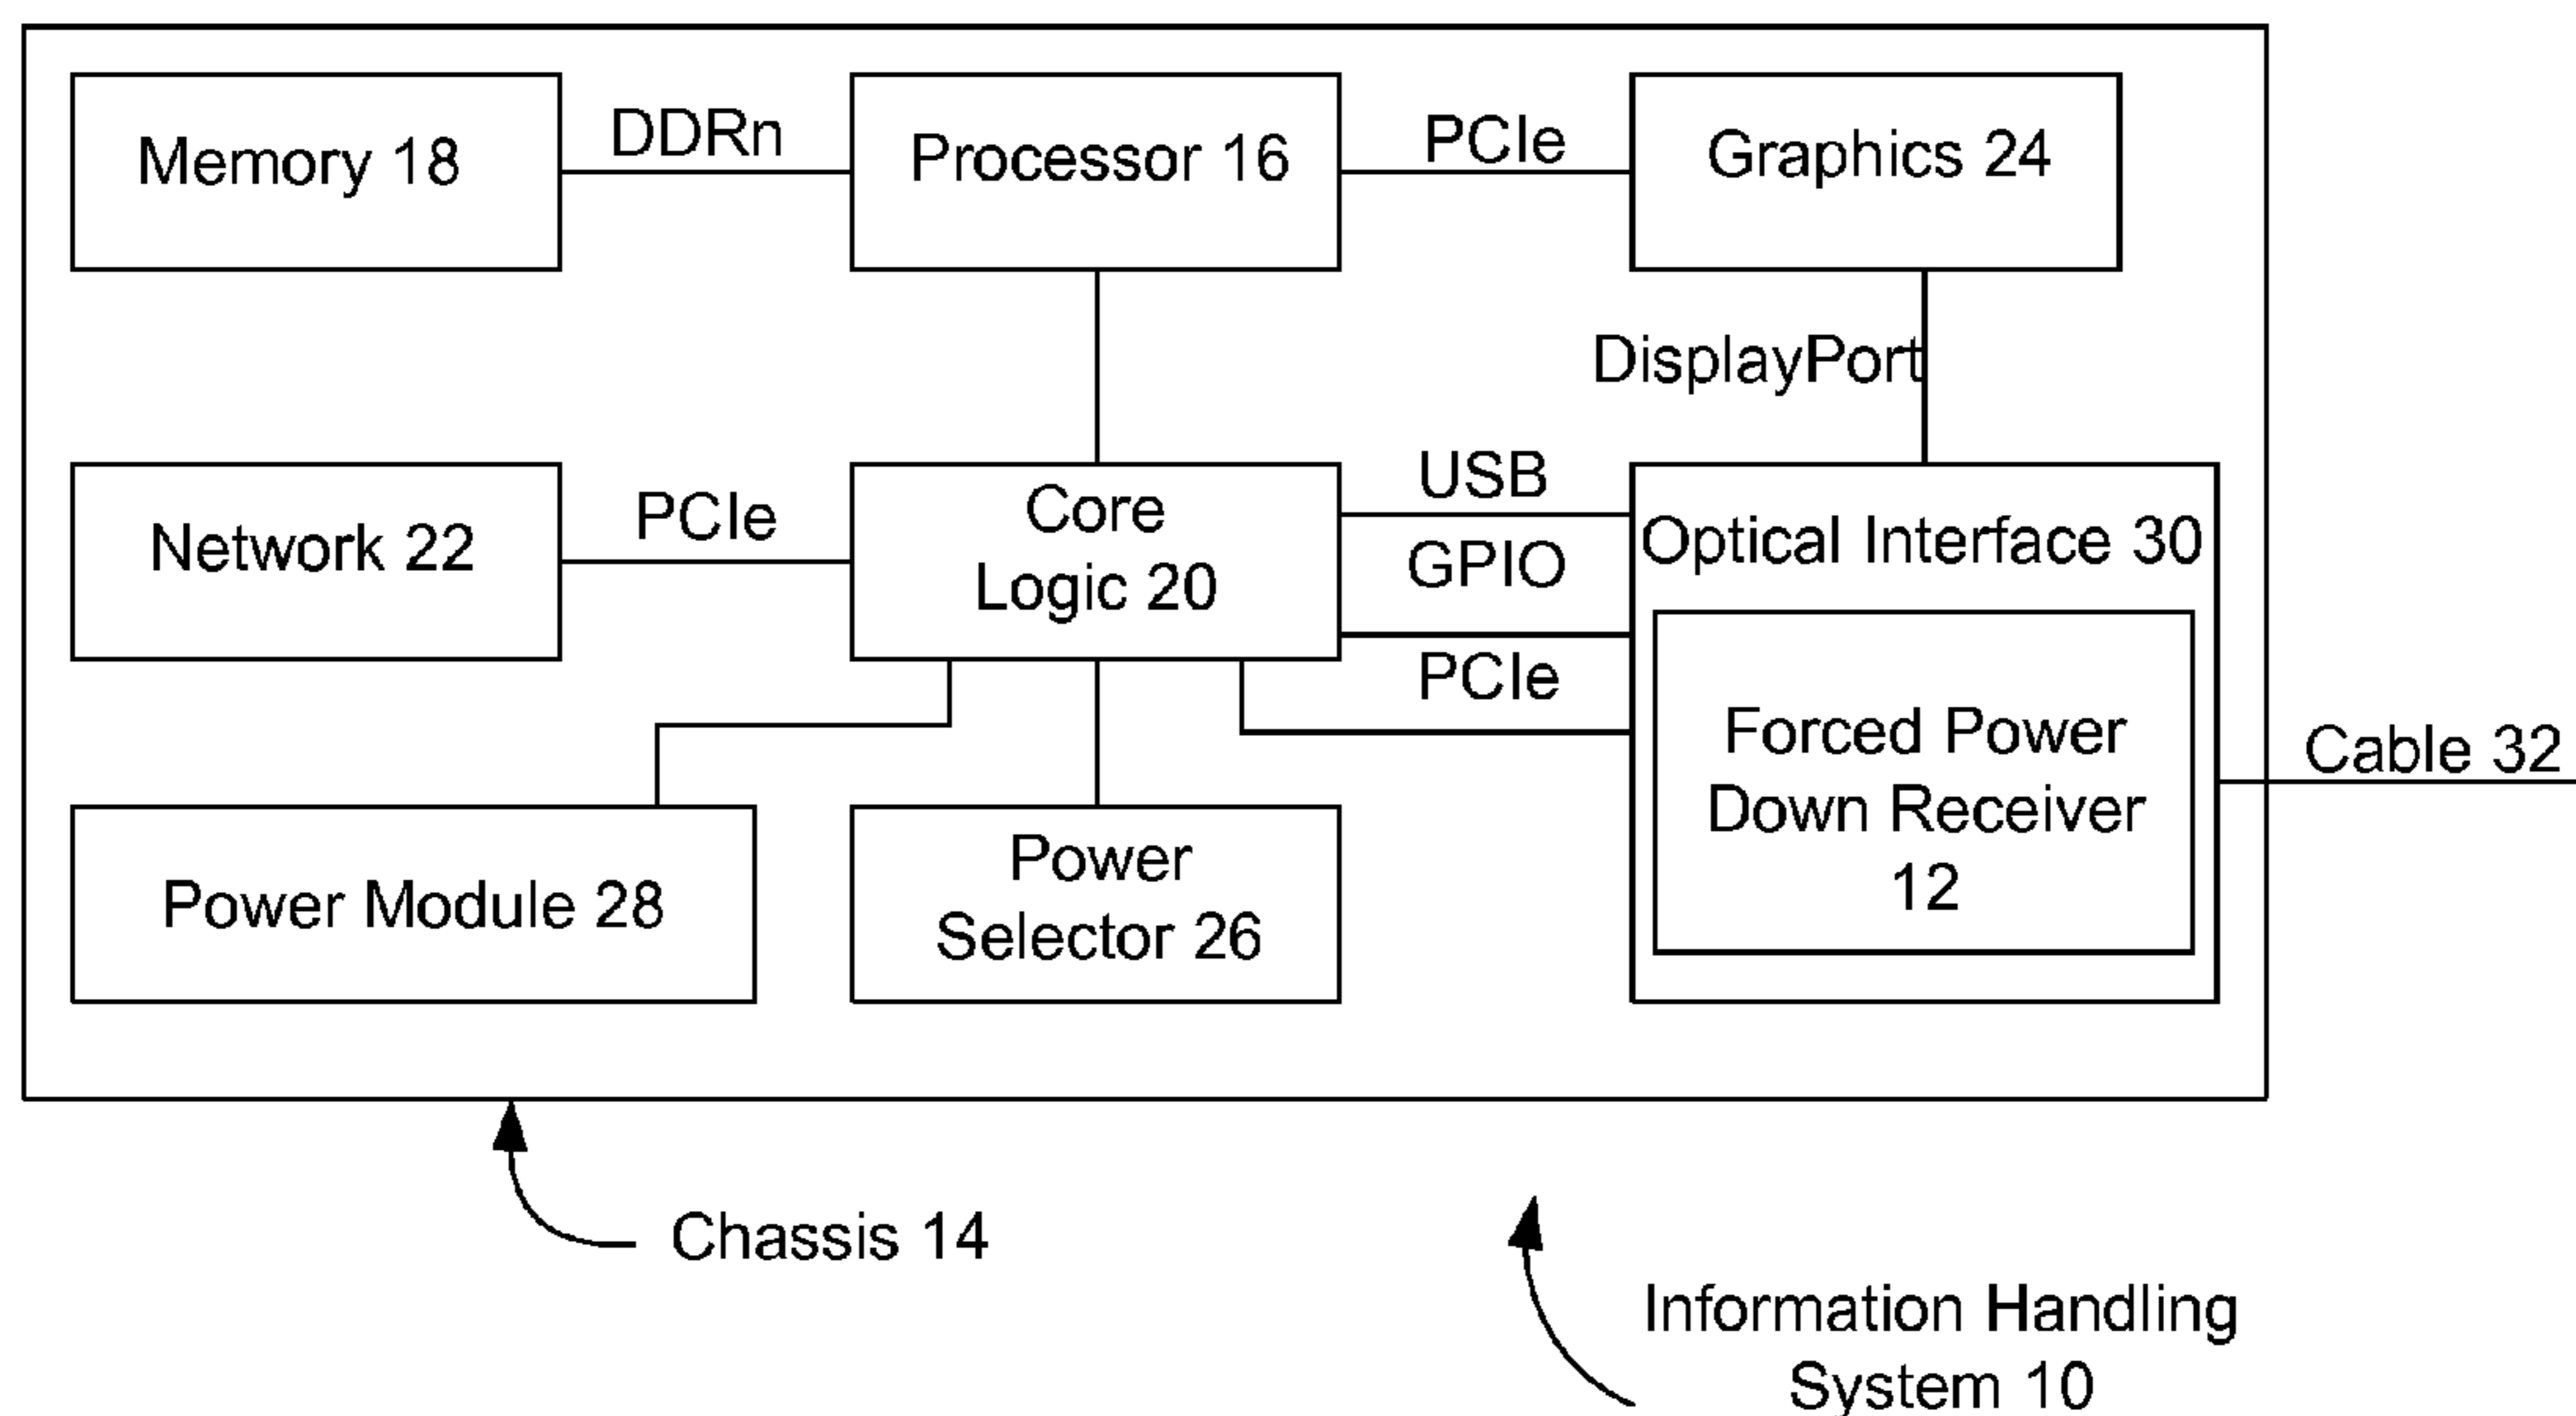 Memory 18
DDRn
Processor 16
PCIe
Graphics 24
DisplayPort
Network 22
PCIe
Core
Logic 20
USB
GPIO
PCIe
Optical Interface 30
Forced Power
Down Receiver
12
Cable 32
Power Module 28
Power
Selector 26
Chassis 14
Information Handling
System 10